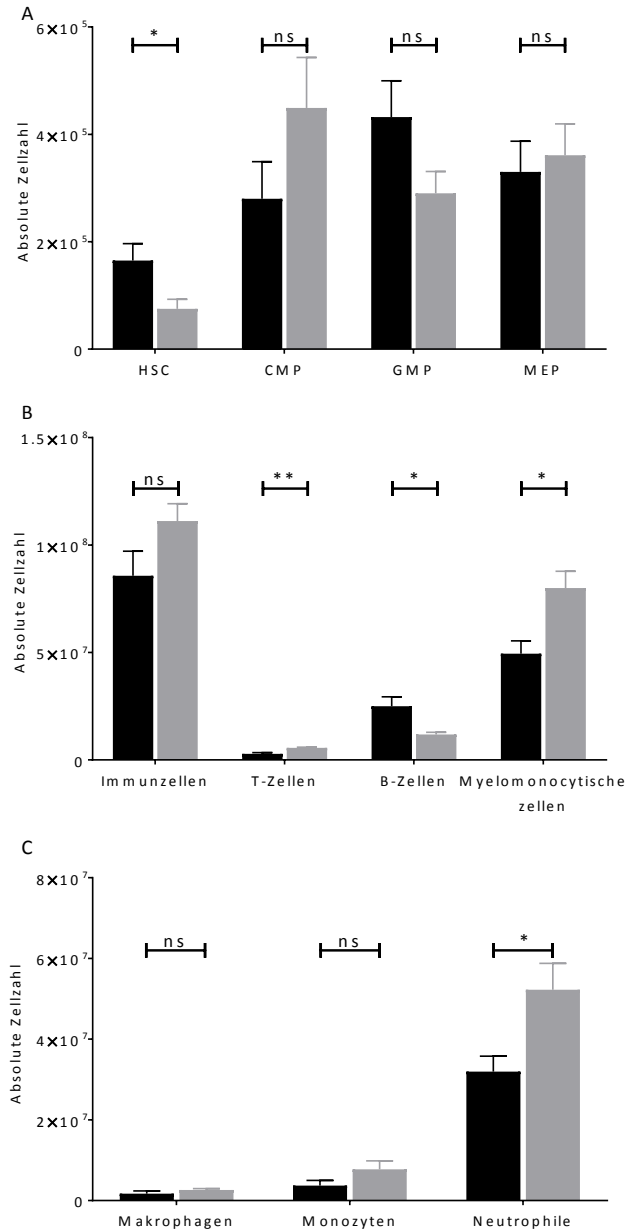 A
6×10⁵
4×10⁵
2×10⁵
0
Absolute Zellzahl
* ns ns ns
HSC CMP GMP MEP
B
1.5×10⁸
1×10⁸
5×10⁷
0
Absolute Zellzahl
ns ** * *
Immunzellen T-Zellen B-Zellen Myelomonocytische
zellen
C
8×10⁷
6×10⁷
4×10⁷
2×10⁷
0
Absolute Zellzahl
ns ns *
Makrophagen Monozyten Neutrophile